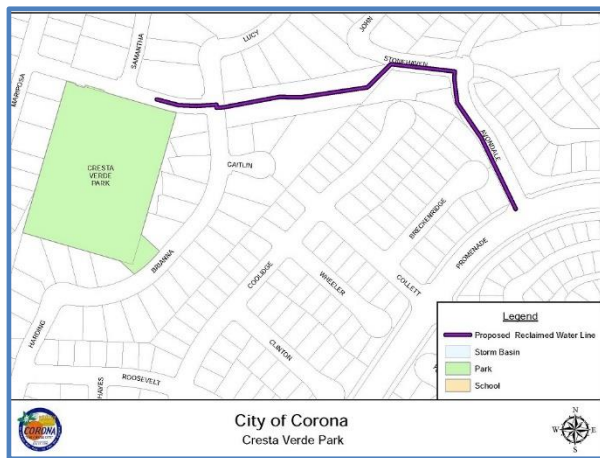 JOHN
LUCY
SAMANTHA
STONEHAVEN
MARIPOSA
AVONDALE
CRESTA
VERDE
PARK
CAITLIN
BRECKENRIDGE
BRIANNA
PROMENADE
COOLIDGE
WHEELER
COLLETT
HARDING
CLINTON
HAYES
ROOSEVELT
Legend
Proposed Reclaimed Water Line
Storm Basin
Park
School
CORONA
City of Corona
Cresta Verde Park
N
W
E
S